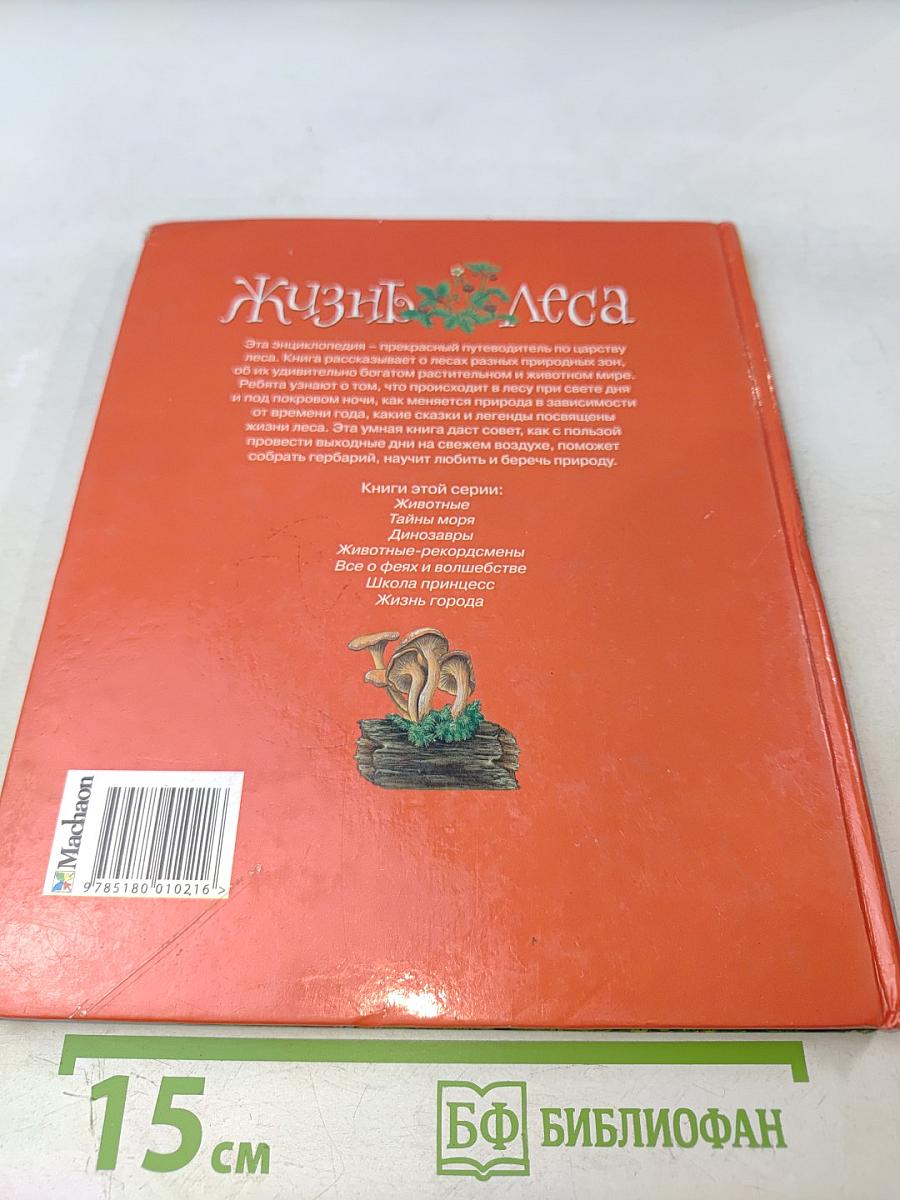 Жизнь леса
Эта энциклопедия – прекрасный путеводитель по царству
леса. Книга рассказывает о лесах разных природных зон,
об их удивительно богатом растительном и животном мире.
Ребята узнают о том, что происходит в лесу при свете дня
и под покровом ночи, как меняется природа в зависимости
от времени года, какие сказки и легенды посвящены
жизни леса. Эта умная книга даст совет, как с пользой
провести выходные дни на свежем воздухе, поможет
собрать гербарий, научит любить и беречь природу.
Книги этой серии:
Животные
Тайны моря
Динозавры
Животные-рекордсмены
Все о феях и волшебстве
Школа принцесс
Жизнь города
Machaon
9 785180 010216 >
15 см
БФ БИБЛИОФАН